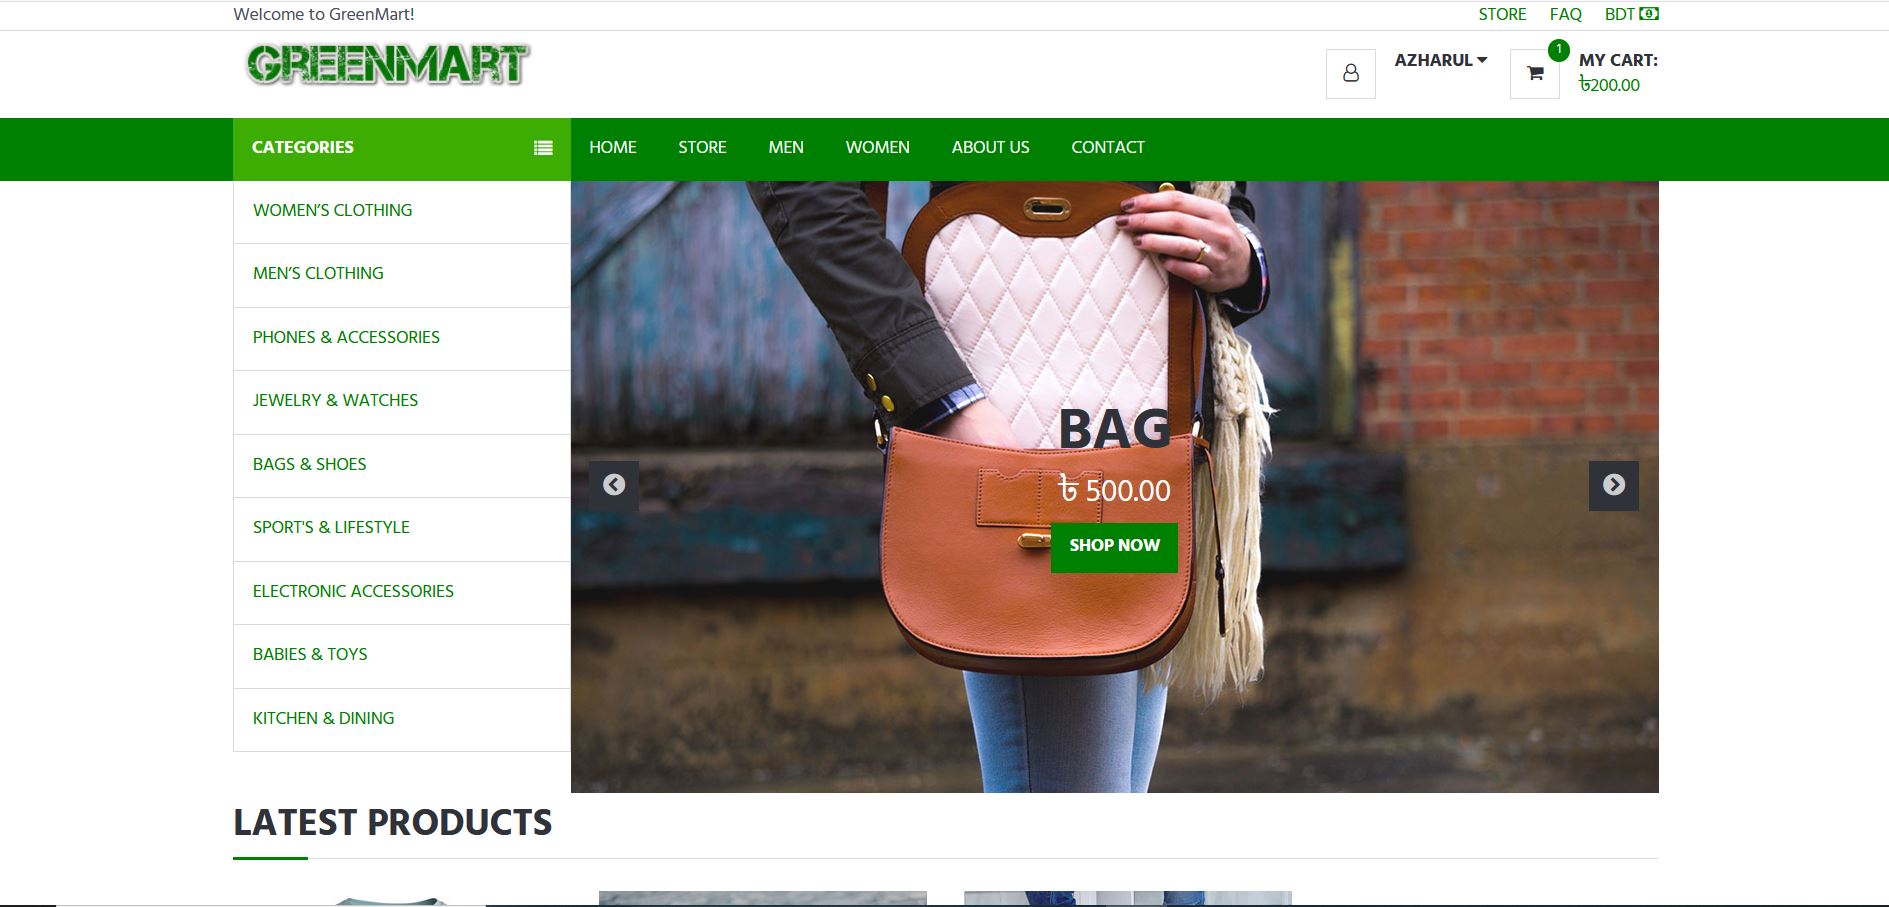 Welcome to GreenMart!
STORE FAQ BDT
GREENMART
AZHARUL
1
MY CART:
৳200.00
CATEGORIES
HOME STORE MEN WOMEN ABOUT US CONTACT
WOMEN’S CLOTHING
MEN’S CLOTHING
PHONES & ACCESSORIES
JEWELRY & WATCHES
BAGS & SHOES
SPORT'S & LIFESTYLE
ELECTRONIC ACCESSORIES
BABIES & TOYS
KITCHEN & DINING
BAG
৳ 500.00
SHOP NOW
LATEST PRODUCTS